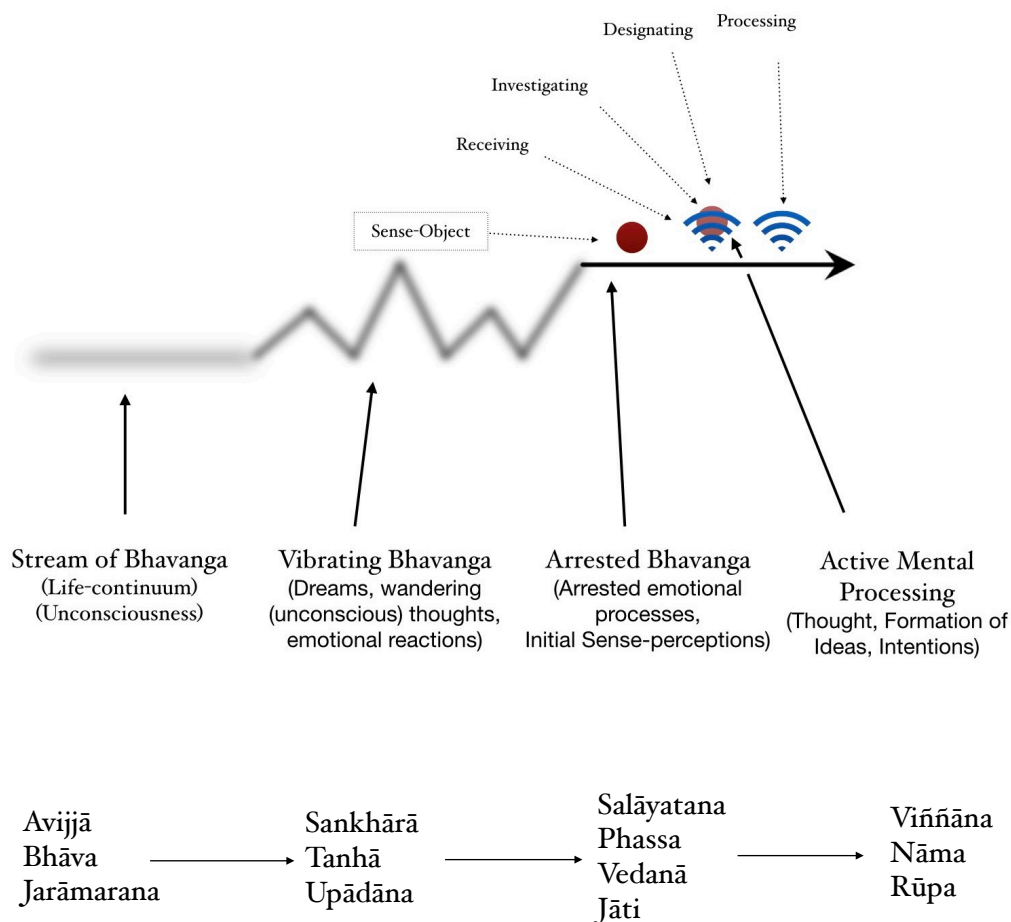 Designating
Processing
Investigating
Receiving
Sense-Object
Stream of Bhavanga
(Life-continuum)
(Unconsciousness)
Vibrating Bhavanga
(Dreams, wandering
(unconscious) thoughts,
emotional reactions)
Arrested Bhavanga
(Arrested emotional
processes,
Initial Sense-perceptions)
Active Mental
Processing
(Thought, Formation of
Ideas, Intentions)
Avijjā
Bhāva
Jarāmarana
Sankhārā
Tanhā
Upādāna
Salāyatana
Phassa
Vedanā
Jāti
Viññāna
Nāma
Rūpa